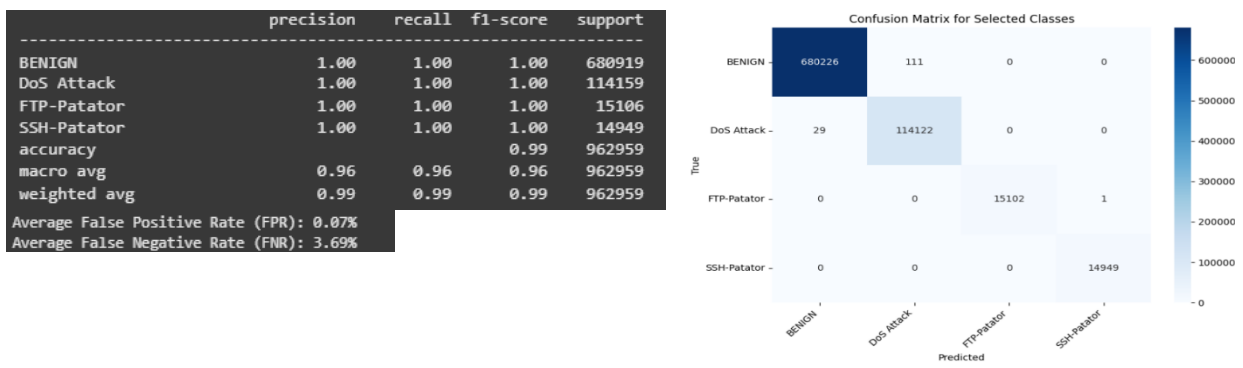 precision recall f1-score support
----------------------------------------------------------------
BENIGN 1.00 1.00 1.00 680919
DoS Attack 1.00 1.00 1.00 114159
FTP-Patator 1.00 1.00 1.00 15106
SSH-Patator 1.00 1.00 1.00 14949
accuracy 0.99 962959
macro avg 0.96 0.96 0.96 962959
weighted avg 0.99 0.99 0.99 962959
Average False Positive Rate (FPR): 0.07%
Average False Negative Rate (FNR): 3.69%
Confusion Matrix for Selected Classes
True
BENIGN 680226 111 0 0
DoS Attack 29 114122 0 0
FTP-Patator 0 0 15102 1
SSH-Patator 0 0 0 14949
BENIGN DoS Attack FTP-Patator SSH-Patator
Predicted
600000
500000
400000
300000
200000
100000
0